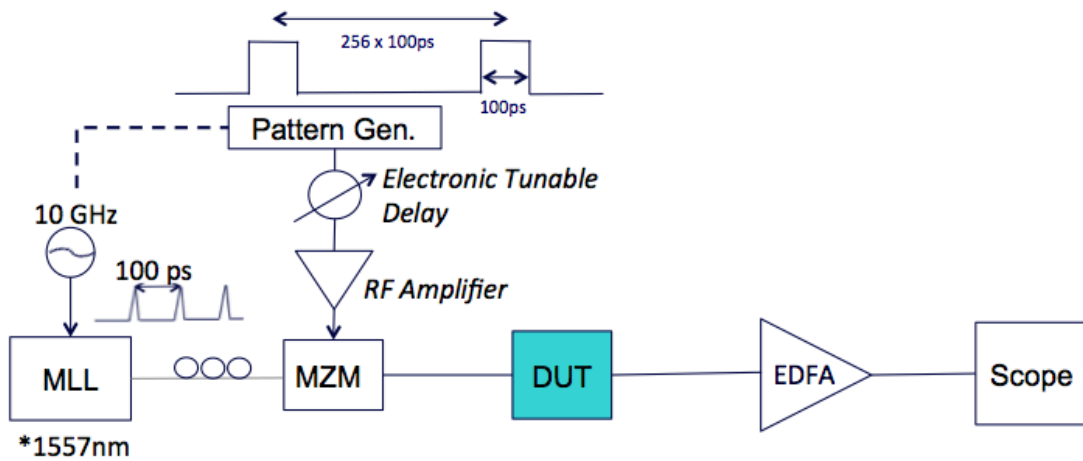 256 x 100ps
100ps
Pattern Gen.
Electronic Tunable
Delay
10 GHz
100 ps
RF Amplifier
MLL
MZM
DUT
EDFA
Scope
*1557nm